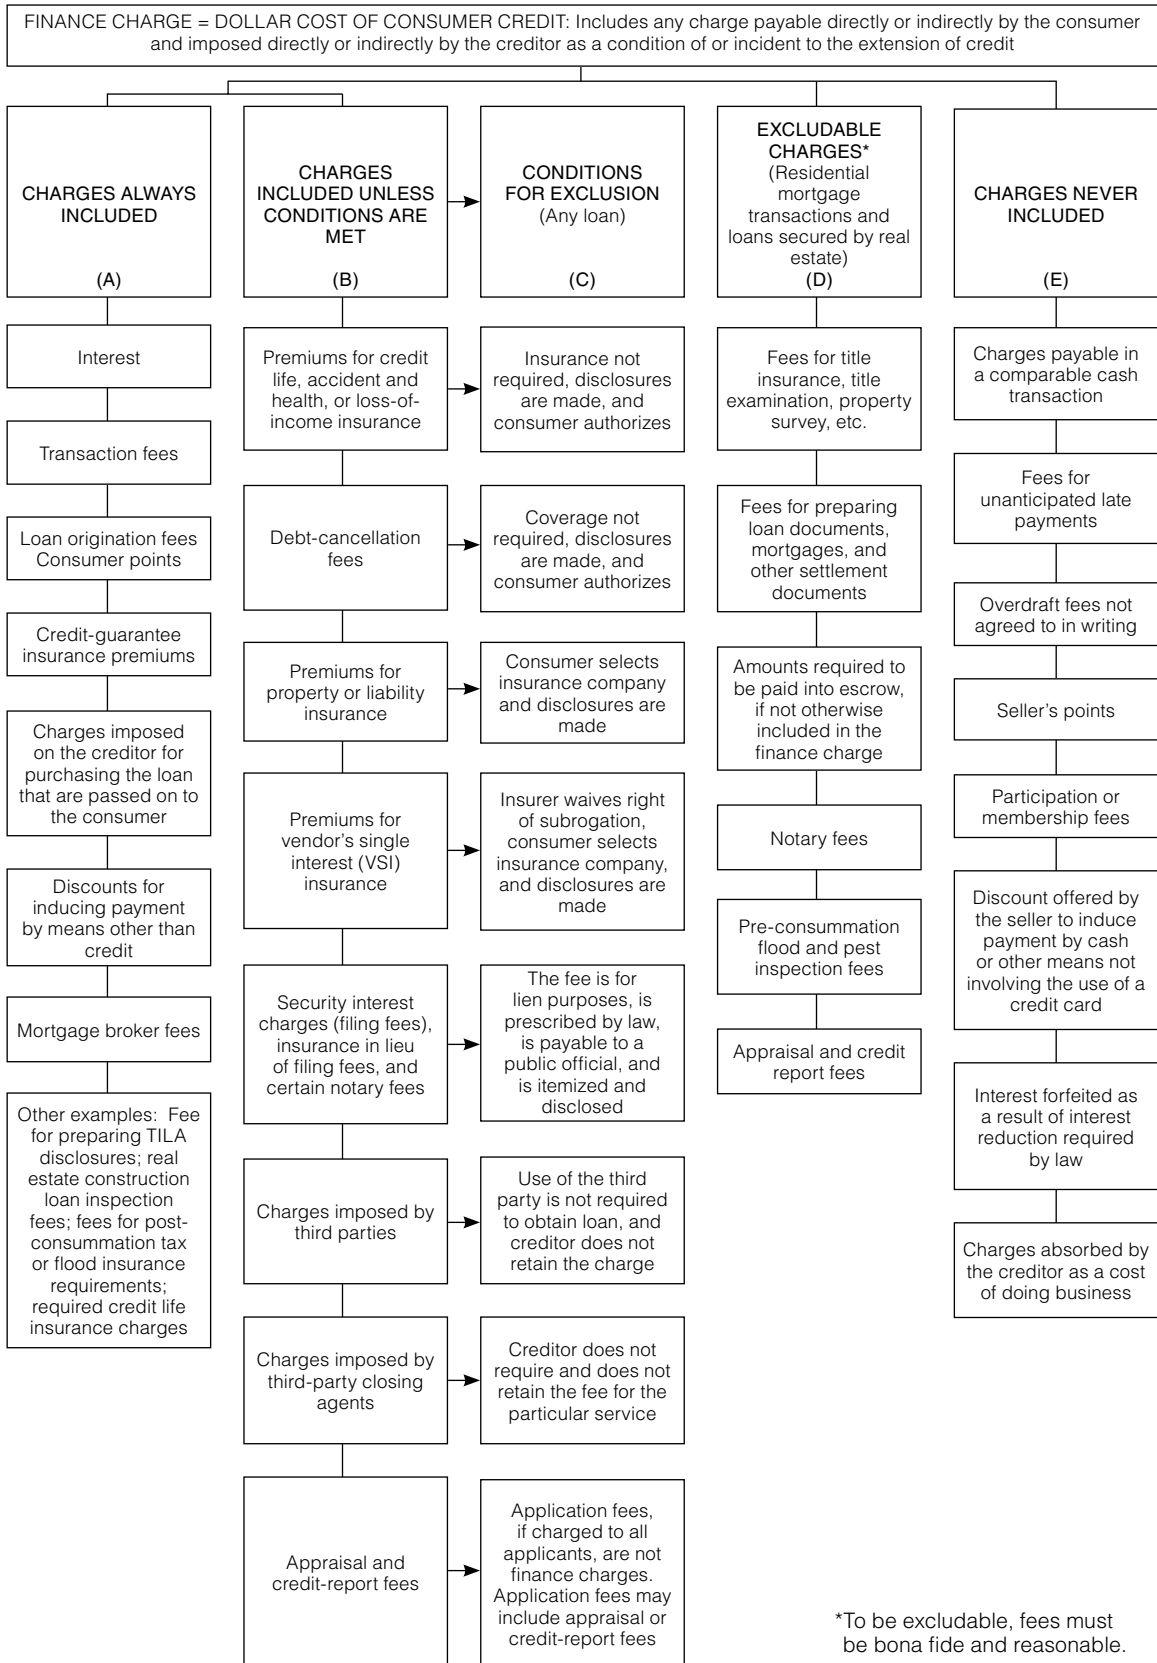 FINANCE CHARGE = DOLLAR COST OF CONSUMER CREDIT: Includes any charge payable directly or indirectly by the consumer
and imposed directly or indirectly by the creditor as a condition of or incident to the extension of credit
CHARGES ALWAYS
INCLUDED
(A)
Interest
Transaction fees
Loan origination fees
Consumer points
Credit-guarantee
insurance premiums
Charges imposed
on the creditor for
purchasing the loan
that are passed on to
the consumer
Discounts for
inducing payment
by means other than
credit
Mortgage broker fees
Other examples: Fee
for preparing TILA
disclosures; real
estate construction
loan inspection
fees; fees for post-
consummation tax
or flood insurance
requirements;
required credit life
insurance charges
CHARGES
INCLUDED UNLESS
CONDITIONS ARE
MET
(B)
Premiums for credit
life, accident and
health, or loss-of-
income insurance
Debt-cancellation
fees
Premiums for
property or liability
insurance
Premiums for
vendor's single
interest (VSI)
insurance
Security interest
charges (filing fees),
insurance in lieu
of filing fees, and
certain notary fees
Charges imposed by
third parties
Charges imposed by
third-party closing
agents
Appraisal and
credit-report fees
CONDITIONS
FOR EXCLUSION
(Any loan)
(C)
Insurance not
required, disclosures
are made, and
consumer authorizes
Coverage not
required, disclosures
are made, and
consumer authorizes
Consumer selects
insurance company
and disclosures are
made
Insurer waives right
of subrogation,
consumer selects
insurance company,
and disclosures are
made
The fee is for
lien purposes, is
prescribed by law,
is payable to a
public official, and
is itemized and
disclosed
Use of the third
party is not required
to obtain loan, and
creditor does not
retain the charge
Creditor does not
require and does not
retain the fee for the
particular service
Application fees,
if charged to all
applicants, are not
finance charges.
Application fees may
include appraisal or
credit-report fees
EXCLUDABLE
CHARGES*
(Residential
mortgage
transactions and
loans secured by real
estate)
(D)
Fees for title
insurance, title
examination, property
survey, etc.
Fees for preparing
loan documents,
mortgages, and
other settlement
documents
Amounts required to
be paid into escrow,
if not otherwise
included in the
finance charge
Notary fees
Pre-consummation
flood and pest
inspection fees
Appraisal and credit
report fees
CHARGES NEVER
INCLUDED
(E)
Charges payable in
a comparable cash
transaction
Fees for
unanticipated late
payments
Overdraft fees not
agreed to in writing
Seller's points
Participation or
membership fees
Discount offered by
the seller to induce
payment by cash
or other means not
involving the use of a
credit card
Interest forfeited as
a result of interest
reduction required
by law
Charges absorbed by
the creditor as a cost
of doing business
*To be excludable, fees must
be bona fide and reasonable.